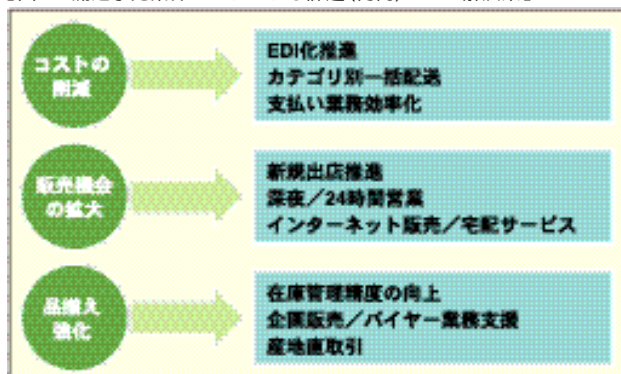 コストの
削減
EDI化推進
カテゴリ別一括配送
支払い業務効率化
販売機会
の拡大
新規出店推進
深夜／24時間営業
インターネット販売／宅配サービス
品揃え
強化
在庫管理精度の向上
企画販売／バイヤー業務支援
産地直取引